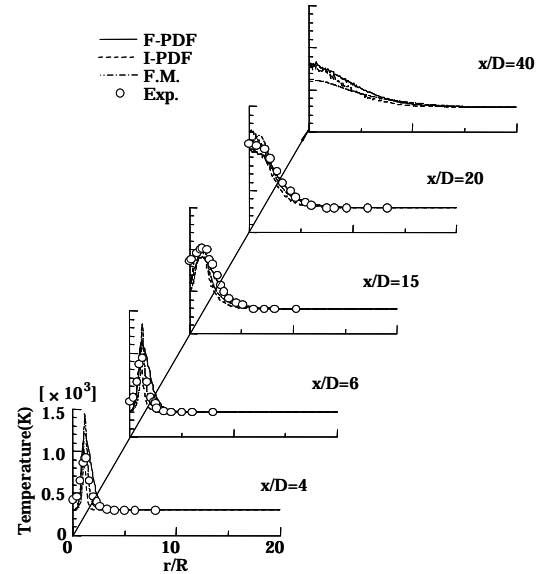 F-PDF
I-PDF
F.M.
Exp.
x/D=40
x/D=20
x/D=15
x/D=6
[ × 10³]
1.5
1.0
0.5
0
Temperature(K)
x/D=4
0
10
20
r/R